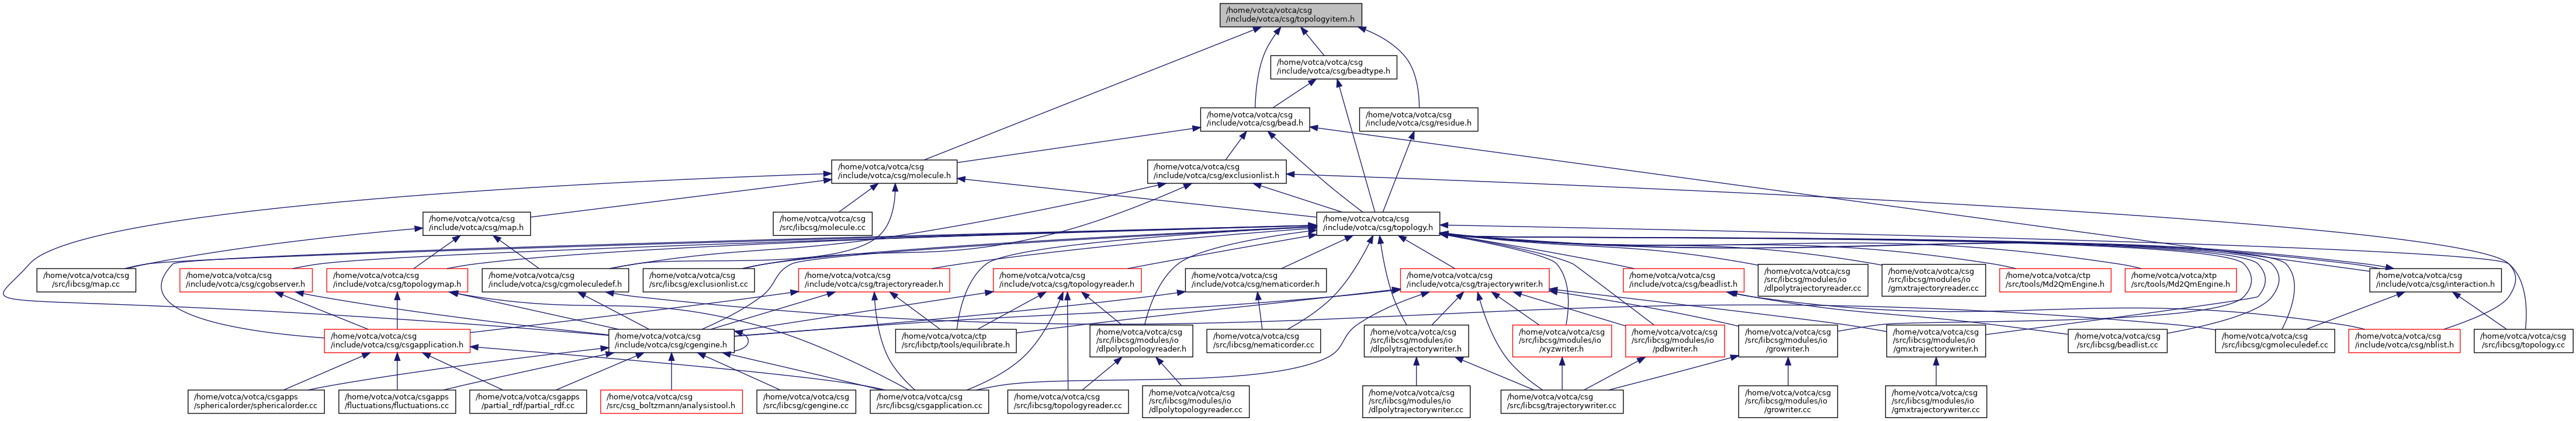 /home/votca/votca/csg
/include/votca/csg/topologyitem.h
/home/votca/votca/csg
/include/votca/csg/beadtype.h
/home/votca/votca/csg
/include/votca/csg/bead.h
/home/votca/votca/csg
/include/votca/csg/residue.h
/home/votca/votca/csg
/include/votca/csg/molecule.h
/home/votca/votca/csg
/include/votca/csg/exclusionlist.h
/home/votca/votca/csg
/include/votca/csg/map.h
/home/votca/votca/csg
/src/libcsg/molecule.cc
/home/votca/votca/csg
/include/votca/csg/topology.h
/home/votca/votca/csg
/src/libcsg/map.cc
/home/votca/votca/csg
/include/votca/csg/cgobserver.h
/home/votca/votca/csg
/include/votca/csg/topologymap.h
/home/votca/votca/csg
/include/votca/csg/cgmoleculedef.h
/home/votca/votca/csg
/src/libcsg/exclusionlist.cc
/home/votca/votca/csg
/include/votca/csg/trajectoryreader.h
/home/votca/votca/csg
/include/votca/csg/topologyreader.h
/home/votca/votca/csg
/include/votca/csg/nematicorder.h
/home/votca/votca/csg
/include/votca/csg/trajectorywriter.h
/home/votca/votca/csg
/include/votca/csg/beadlist.h
/home/votca/votca/csg
/src/libcsg/modules/io
/dlpolytrajectoryreader.cc
/home/votca/votca/csg
/src/libcsg/modules/io
/gmxtrajectoryreader.cc
/home/votca/votca/ctp
/src/tools/Md2QmEngine.h
/home/votca/votca/xtp
/src/tools/Md2QmEngine.h
/home/votca/votca/csg
/include/votca/csg/interaction.h
/home/votca/votca/csg
/include/votca/csg/csgapplication.h
/home/votca/votca/csg
/include/votca/csg/cgengine.h
/home/votca/votca/ctp
/src/libctp/tools/equilibrate.h
/home/votca/votca/csg
/src/libcsg/modules/io
/dlpolytopologyreader.h
/home/votca/votca/csg
/src/libcsg/nematicorder.cc
/home/votca/votca/csg
/src/libcsg/modules/io
/dlpolytrajectorywriter.h
/home/votca/votca/csg
/src/libcsg/modules/io
/xyzwriter.h
/home/votca/votca/csg
/src/libcsg/modules/io
/pdbwriter.h
/home/votca/votca/csg
/src/libcsg/modules/io
/growriter.h
/home/votca/votca/csg
/src/libcsg/modules/io
/gmxtrajectorywriter.h
/home/votca/votca/csg
/src/libcsg/beadlist.cc
/home/votca/votca/csg
/src/libcsg/cgmoleculedef.cc
/home/votca/votca/csg
/include/votca/csg/nblist.h
/home/votca/votca/csg
/src/libcsg/topology.cc
/home/votca/votca/csgapps
/sphericalorder/sphericalorder.cc
/home/votca/votca/csgapps
/fluctuations/fluctuations.cc
/home/votca/votca/csgapps
/partial_rdf/partial_rdf.cc
/home/votca/votca/csg
/src/csg_boltzmann/analysistool.h
/home/votca/votca/csg
/src/libcsg/cgengine.cc
/home/votca/votca/csg
/src/libcsg/csgapplication.cc
/home/votca/votca/csg
/src/libcsg/topologyreader.cc
/home/votca/votca/csg
/src/libcsg/modules/io
/dlpolytopologyreader.cc
/home/votca/votca/csg
/src/libcsg/modules/io
/dlpolytrajectorywriter.cc
/home/votca/votca/csg
/src/libcsg/trajectorywriter.cc
/home/votca/votca/csg
/src/libcsg/modules/io
/growriter.cc
/home/votca/votca/csg
/src/libcsg/modules/io
/gmxtrajectorywriter.cc